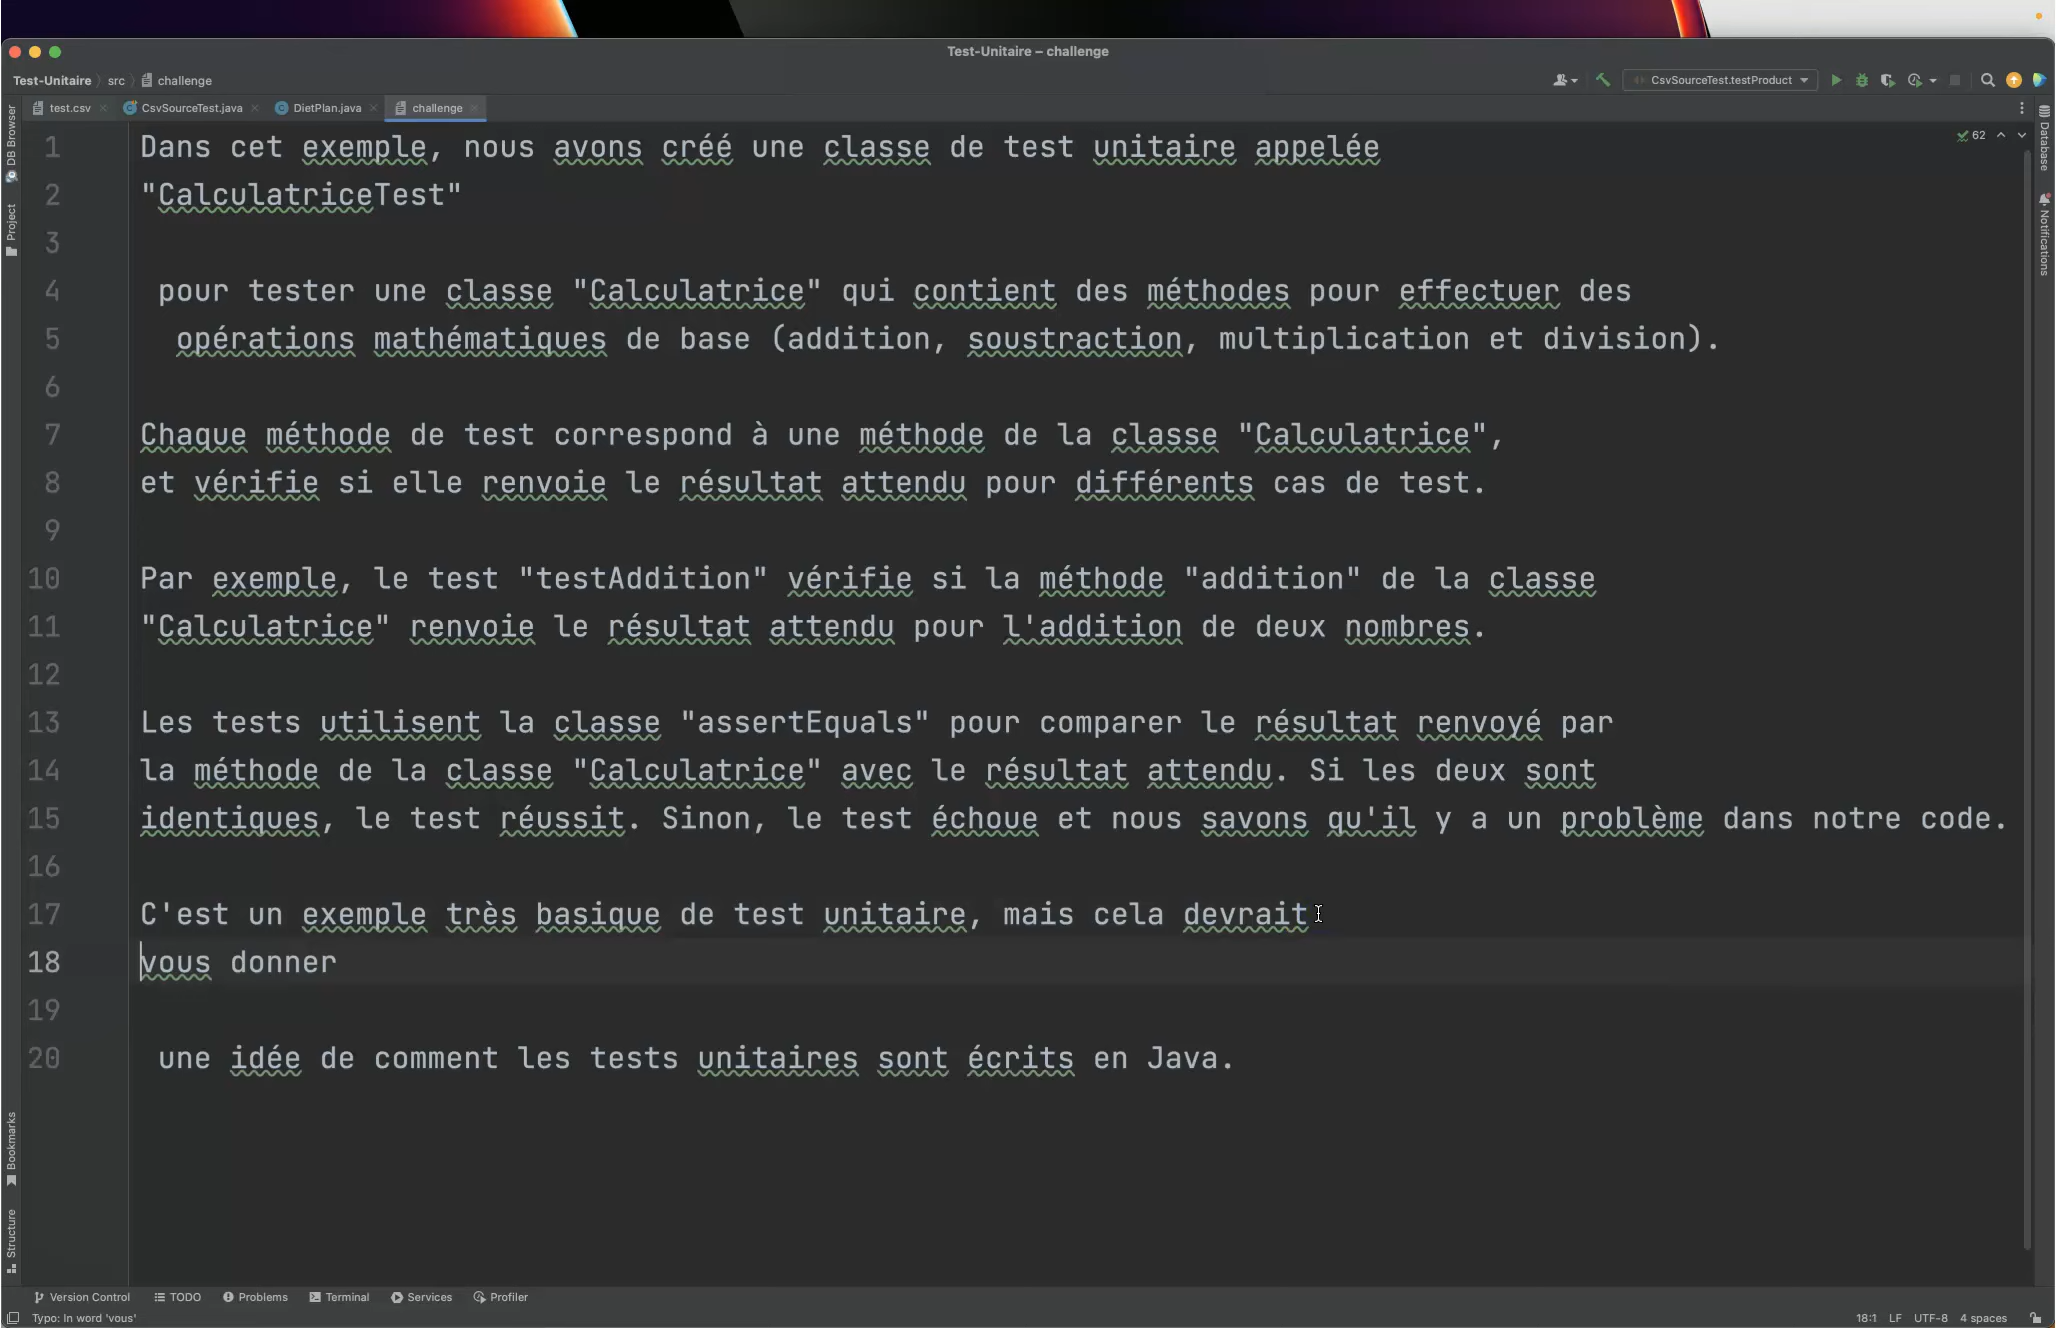 Test-Unitaire – challenge
Test-Unitaire src challenge
CsvSourceTest.testProduct
test.csv CsvSourceTest.java DietPlan.java challenge
62
DB Browser
Project
Bookmarks
Structure
Database
Notifications
1 Dans cet exemple, nous avons créé une classe de test unitaire appelée
2 "CalculatriceTest"
3
4 pour tester une classe "Calculatrice" qui contient des méthodes pour effectuer des
5 opérations mathématiques de base (addition, soustraction, multiplication et division).
6
7 Chaque méthode de test correspond à une méthode de la classe "Calculatrice",
8 et vérifie si elle renvoie le résultat attendu pour différents cas de test.
9
10 Par exemple, le test "testAddition" vérifie si la méthode "addition" de la classe
11 "Calculatrice" renvoie le résultat attendu pour l'addition de deux nombres.
12
13 Les tests utilisent la classe "assertEquals" pour comparer le résultat renvoyé par
14 la méthode de la classe "Calculatrice" avec le résultat attendu. Si les deux sont
15 identiques, le test réussit. Sinon, le test échoue et nous savons qu'il y a un problème dans notre code.
16
17 C'est un exemple très basique de test unitaire, mais cela devrait
18 vous donner
19
20 une idée de comment les tests unitaires sont écrits en Java.
Version Control TODO Problems Terminal Services Profiler
Typo: In word 'vous' 18:1 LF UTF-8 4 spaces